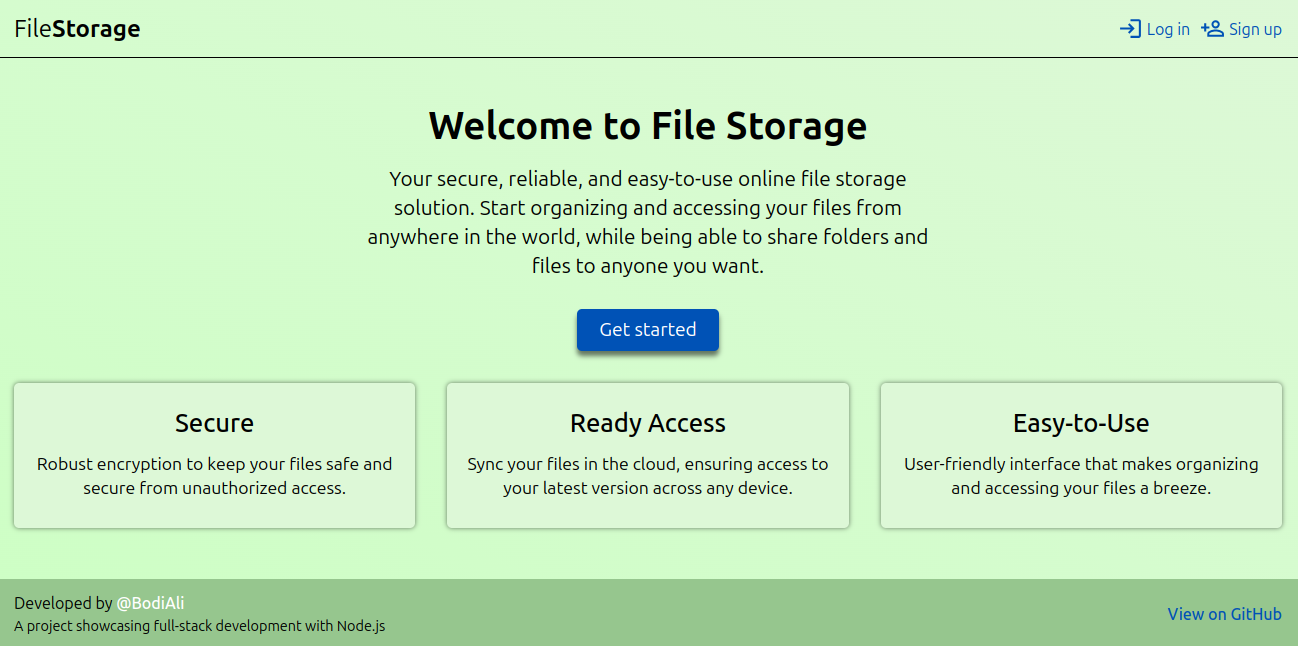 FileStorage
Log in
Sign up
Welcome to File Storage
Your secure, reliable, and easy-to-use online file storage
solution. Start organizing and accessing your files from
anywhere in the world, while being able to share folders and
files to anyone you want.
Get started
Secure
Robust encryption to keep your files safe and
secure from unauthorized access.
Ready Access
Sync your files in the cloud, ensuring access to
your latest version across any device.
Easy-to-Use
User-friendly interface that makes organizing
and accessing your files a breeze.
Developed by @BodiAli
A project showcasing full-stack development with Node.js
View on GitHub